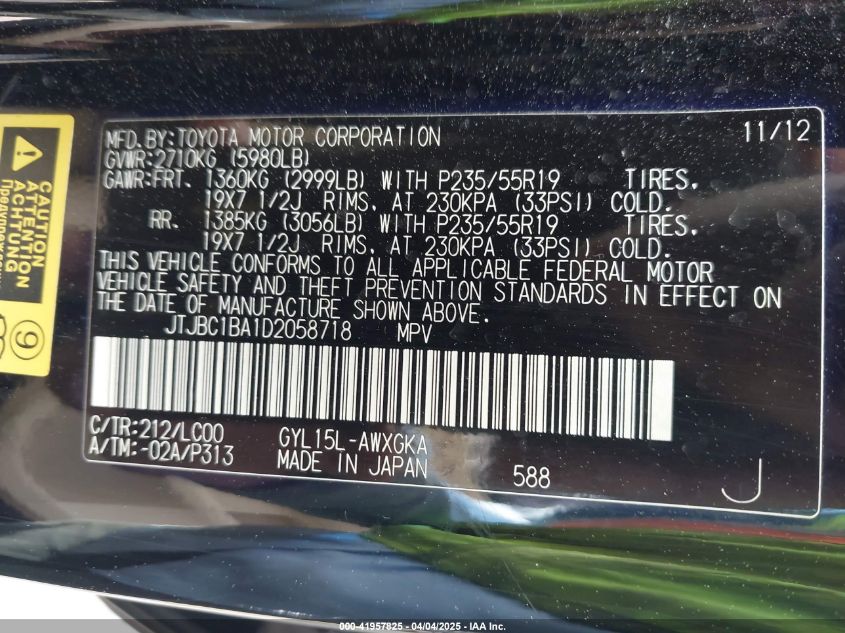 MFD.BY:TOYOTA MOTOR CORPORATION 11/12
GVWR:2710KG (5980LB)
GAWR:FRT. 1360KG (2999LB) WITH P235/55R19 TIRES.
19X7 1/2J RIMS, AT 230KPA (33PSI) COLD.
RR. 1385KG (3056LB) WITH P235/55R19 TIRES.
19X7 1/2J RIMS, AT 230KPA (33PSI) COLD.
THIS VEHICLE CONFORMS TO ALL APPLICABLE FEDERAL MOTOR
VEHICLE SAFETY AND THEFT PREVENTION STANDARDS IN EFFECT ON
THE DATE OF MANUFACTURE SHOWN ABOVE.
JTJBC1BA1D2058718 MPV
C/TR:212/LC00 GYL15L-AWXGKA
A/TM:-02A/P313 MADE IN JAPAN 588 J
CAUTION
ATTENTION
ACHTUNG
9
000-41957825 - 04/04/2025 - IAA Inc.